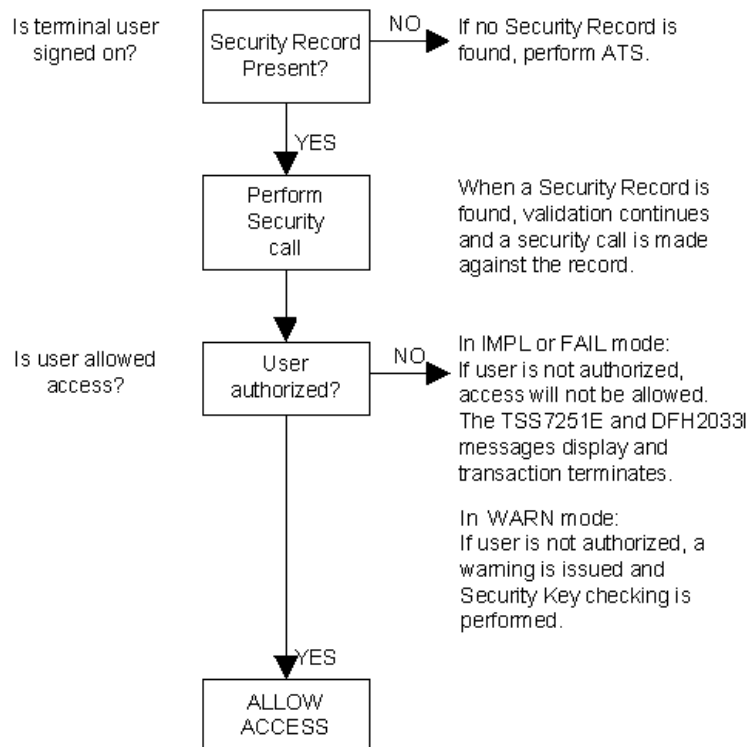 Is terminal user
signed on?
Security Record
Present?
NO
If no Security Record is
found, perform ATS.
YES
Perform
Security
call
When a Security Record is
found, validation continues
and a security call is made
against the record.
Is user allowed
access?
User
authorized?
NO
In IMPL or FAIL mode:
If user is not authorized,
access will not be allowed.
The TSS7251E and DFH2033I
messages display and
transaction terminates.
In WARN mode:
If user is not authorized, a
warning is issued and
Security Key checking is
performed.
YES
ALLOW
ACCESS